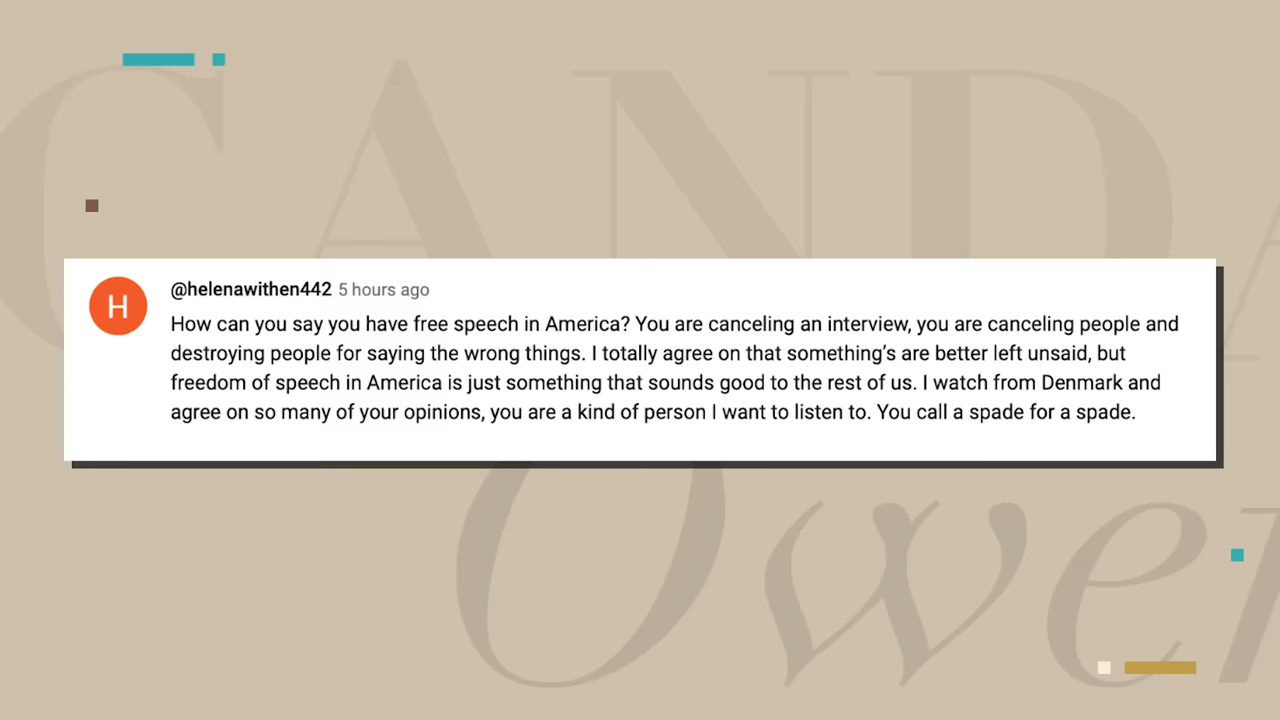 CANDA
H
@helenawithen442 5 hours ago
How can you say you have free speech in America? You are canceling an interview, you are canceling people and
destroying people for saying the wrong things. I totally agree on that something’s are better left unsaid, but
freedom of speech in America is just something that sounds good to the rest of us. I watch from Denmark and
agree on so many of your opinions, you are a kind of person I want to listen to. You call a spade for a spade.
Ower